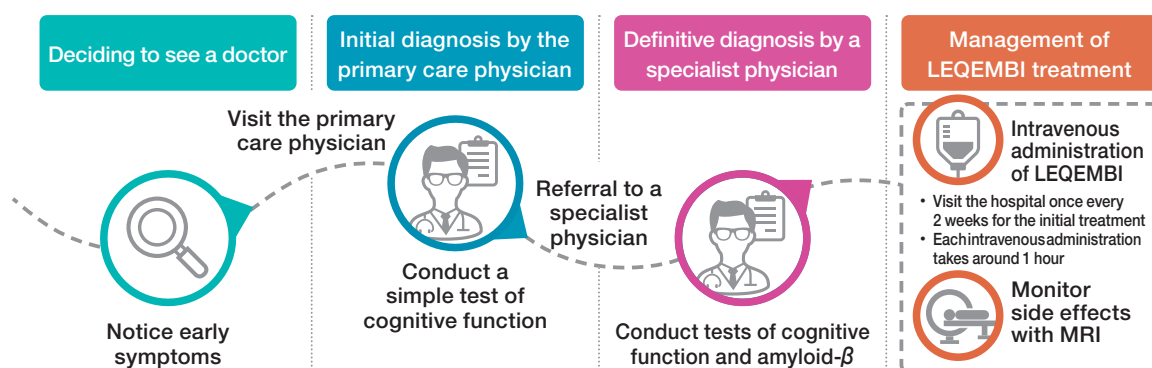 Deciding to see a doctor
Initial diagnosis by the
primary care physician
Definitive diagnosis by a
specialist physician
Management of
LEQEMBI treatment
Visit the primary
care physician
Notice early
symptoms
Conduct a
simple test of
cognitive function
Referral to a
specialist
physician
Conduct tests of cognitive
function and amyloid-β
Intravenous
administration
of LEQEMBI
• Visit the hospital once every
2 weeks for the initial treatment
• Each intravenous administration
takes around 1 hour
Monitor
side effects
with MRI